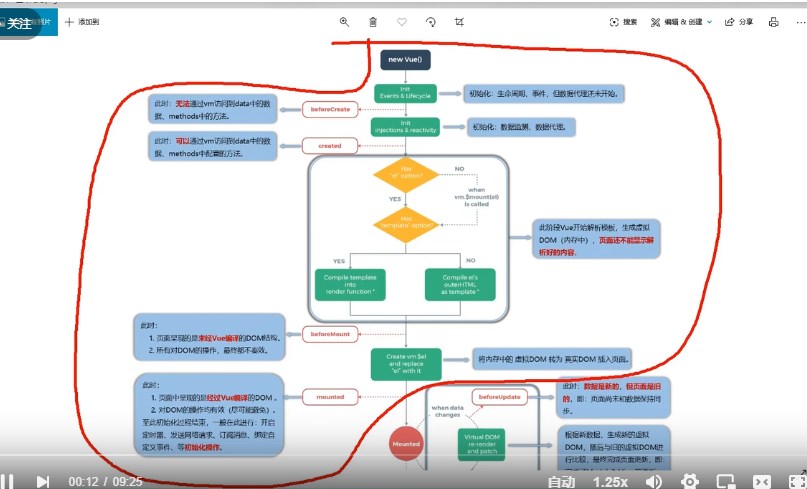 关注
添加到
搜索
编辑 & 创建
分享
new Vue()
Init
Events & Lifecycle
初始化：生命周期、事件，但数据代理还未开始。
此时：无法通过vm访问到data中的数
据、methods中的方法。
beforeCreate
Init
injections & reactivity
初始化：数据监测、数据代理。
此时：可以通过vm访问到data中的数
据、methods中配置的方法。
created
Has
"el" option?
NO
when
vm.$mount(el)
is called
YES
Has
"template" option?
此阶段Vue开始解析模板，生成虚拟
DOM（内存中），页面还不能显示解
析好的内容。
YES
NO
Compile template
into
render function *
Compile el's
outerHTML
as template *
此时：
1. 页面呈现的是未经Vue编译的DOM结构。
2. 所有对DOM的操作，最终都不奏效。
beforeMount
Create vm.$el
and replace
"el" with it
将内存中的 虚拟DOM 转为 真实DOM 插入页面。
此时：
1. 页面中呈现的是经过Vue编译的DOM 。
2. 对DOM的操作均有效（尽可能避免）。
至此初始化过程结束，一般在此进行：开启
定时器、发送网络请求、订阅消息、绑定自
定义事件、等初始化操作。
mounted
Mounted
when data
changes
beforeUpdate
此时：数据是新的，但页面是旧
的，即：页面尚未和数据保持同
步。
Virtual DOM
re-render
and patch
根据新数据，生成新的虚拟
DOM，随后与旧的虚拟DOM进
行比较，最终完成页面更新，即：
00:12 / 09:25
自动
1.25x